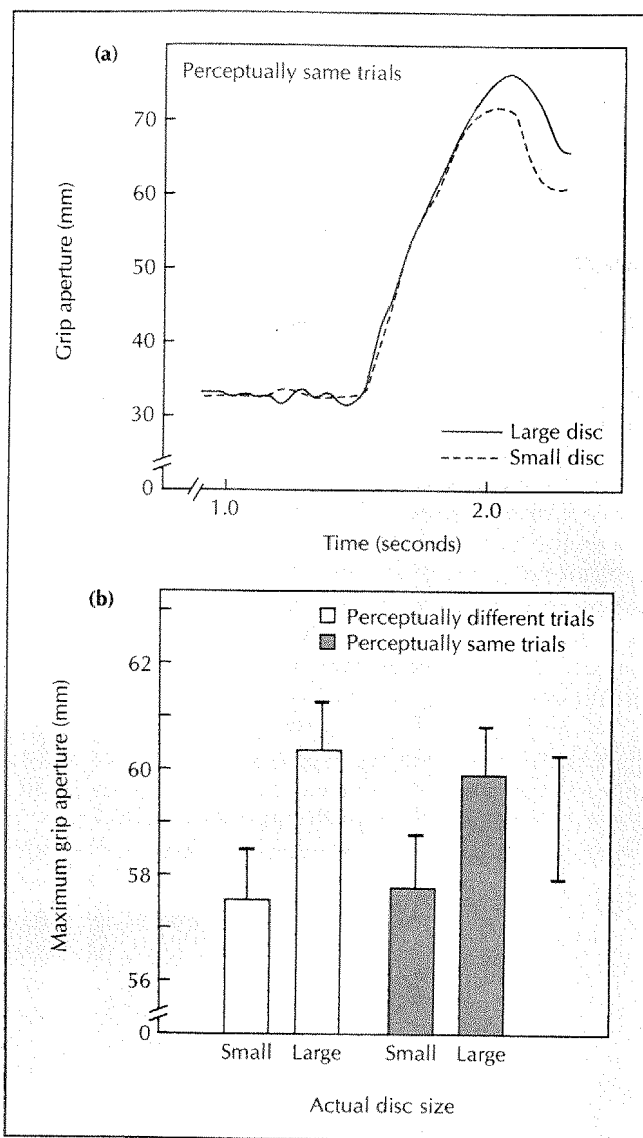 (a)
Perceptually same trials
70
60
50
40
30
0
Grip aperture (mm)
Large disc
Small disc
1.0
2.0
Time (seconds)
(b)
Perceptually different trials
Perceptually same trials
62
60
58
56
0
Maximum grip aperture (mm)
Small
Large
Small
Large
Actual disc size